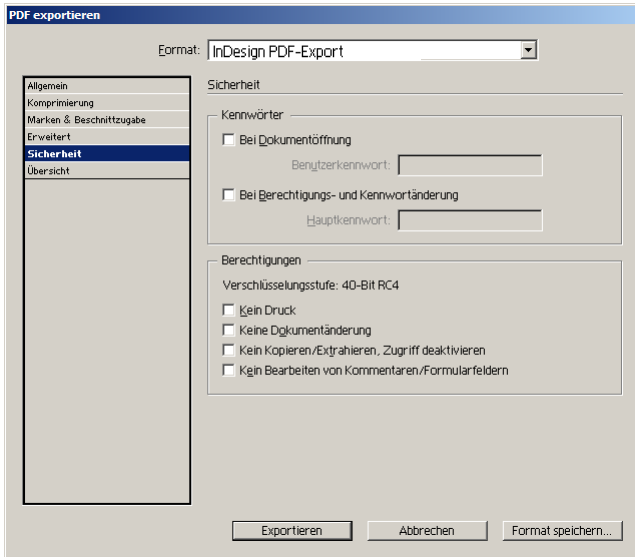 PDF exportieren
Format: InDesign PDF-Export
Allgemein
Komprimierung
Marken & Beschnittzugabe
Erweitert
Sicherheit
Übersicht
Sicherheit
Kennwörter
Bei Dokumentöffnung
Benutzerkennwort:
Bei Berechtigungs- und Kennwortänderung
Hauptkennwort:
Berechtigungen
Verschlüsselungsstufe: 40-Bit RC4
Kein Druck
Keine Dokumentänderung
Kein Kopieren/Extrahieren, Zugriff deaktivieren
Kein Bearbeiten von Kommentaren/Formularfeldern
Exportieren Abbrechen Format speichern...